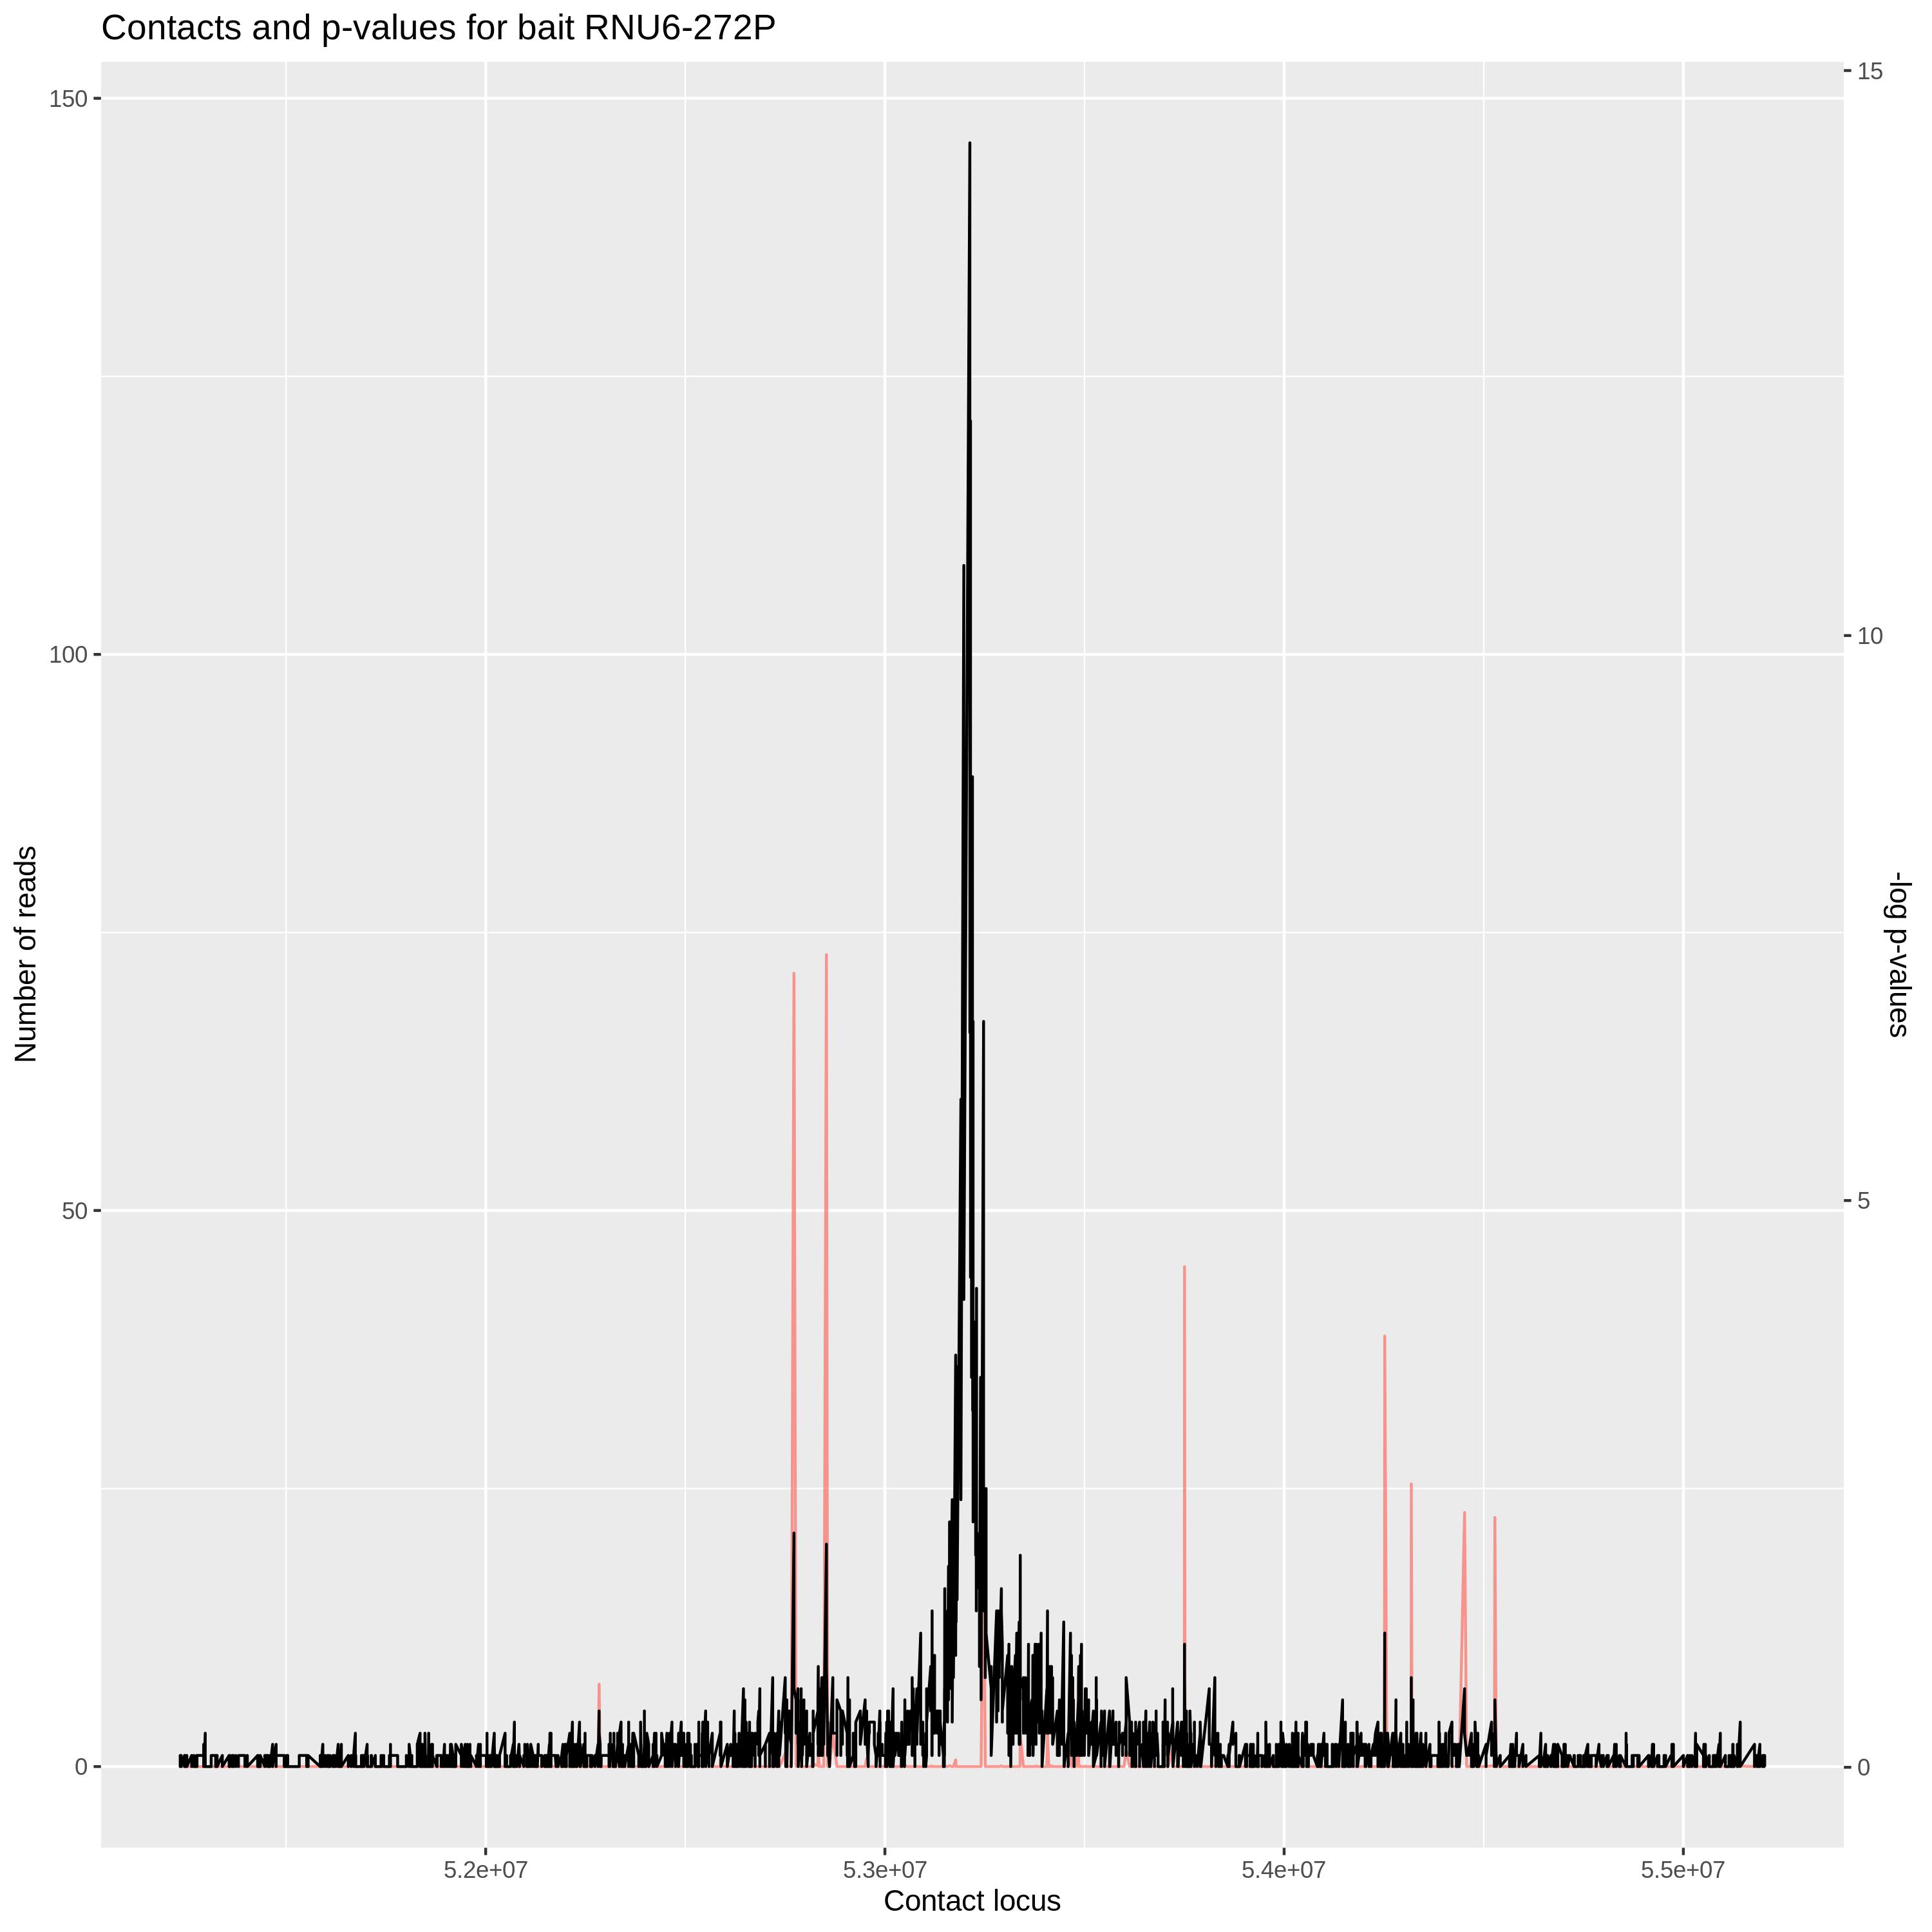 Contacts and p-values for bait RNU6-272P
150
100
50
0
15
10
5
0
Number of reads
-log p-values
5.2e+07 5.3e+07 5.4e+07 5.5e+07
Contact locus